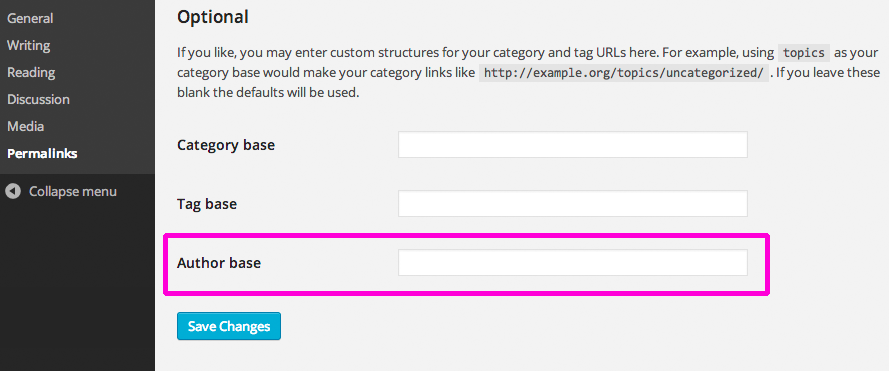 General
Writing
Reading
Discussion
Media
Permalinks
Collapse menu
Optional
If you like, you may enter custom structures for your category and tag URLs here. For example, using topics as your
category base would make your category links like http://example.org/topics/uncategorized/ . If you leave these
blank the defaults will be used.
Category base
Tag base
Author base
Save Changes